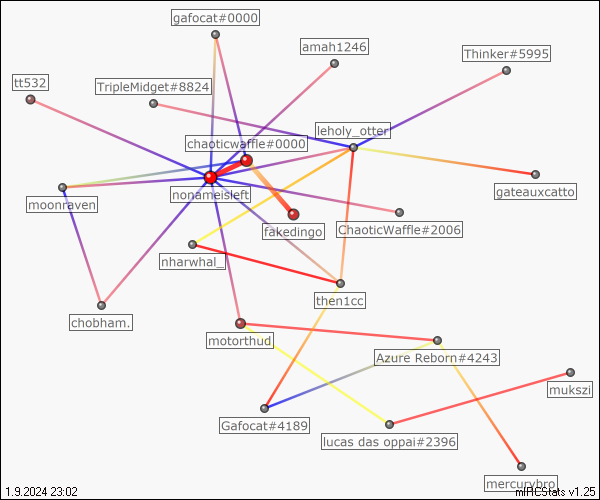 gafocat#0000
amah1246
Thinker#5995
tt532
TripleMidget#8824
leholy_otter
chaoticwaffle#0000
nonameisleft
gateauxcatto
moonraven
fakedingo
ChaoticWaffle#2006
nharwhal_
then1cc
chobham.
motorthud
Azure Reborn#4243
mukszi
Gafocat#4189
lucas das oppai#2396
mercurybro
1.9.2024 23:02
mIRCStats v1.25